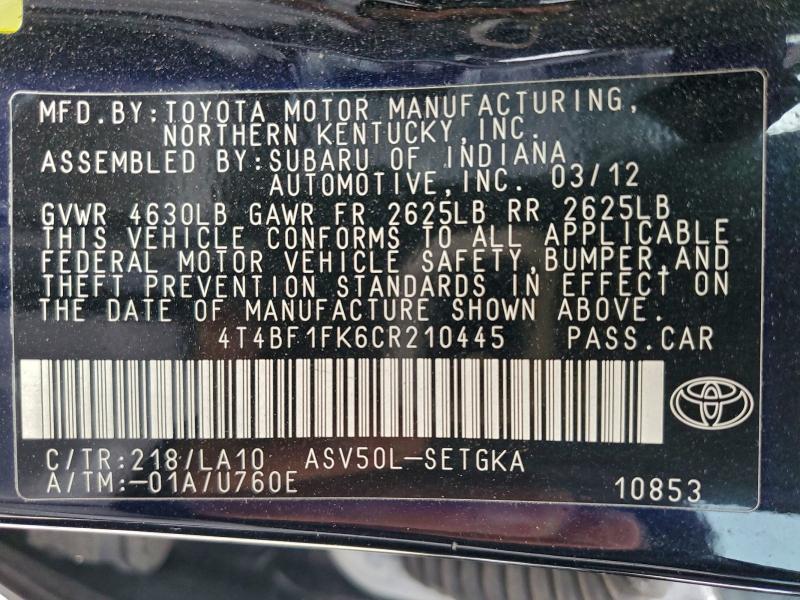 MFD.BY:TOYOTA MOTOR MANUFACTURING,
NORTHERN KENTUCKY,INC.
ASSEMBLED BY:SUBARU OF INDIANA
AUTOMOTIVE,INC. 03/12
GVWR 4630LB GAWR FR 2625LB RR 2625LB
THIS VEHICLE CONFORMS TO ALL APPLICABLE
FEDERAL MOTOR VEHICLE SAFETY,BUMPER,AND
THEFT PREVENTION STANDARDS IN EFFECT ON
THE DATE OF MANUFACTURE SHOWN ABOVE.
4T4BF1FK6CR210445 PASS.CAR
C/TR:218/LA10 ASV50L-SETGKA
A/TM:-01A/U760E 10853